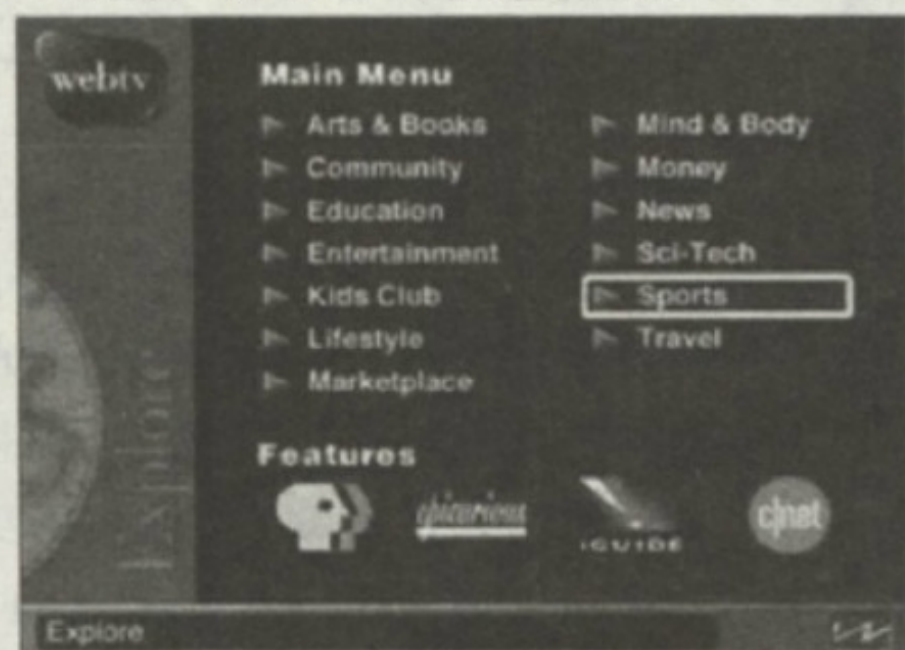 webtv
Main Menu
Arts & Books
Community
Education
Entertainment
Kids Club
Lifestyle
Marketplace
Mind & Body
Money
News
Sci-Tech
Sports
Travel
Explore
Features
epicurious
iGUIDE
c|net
Explore